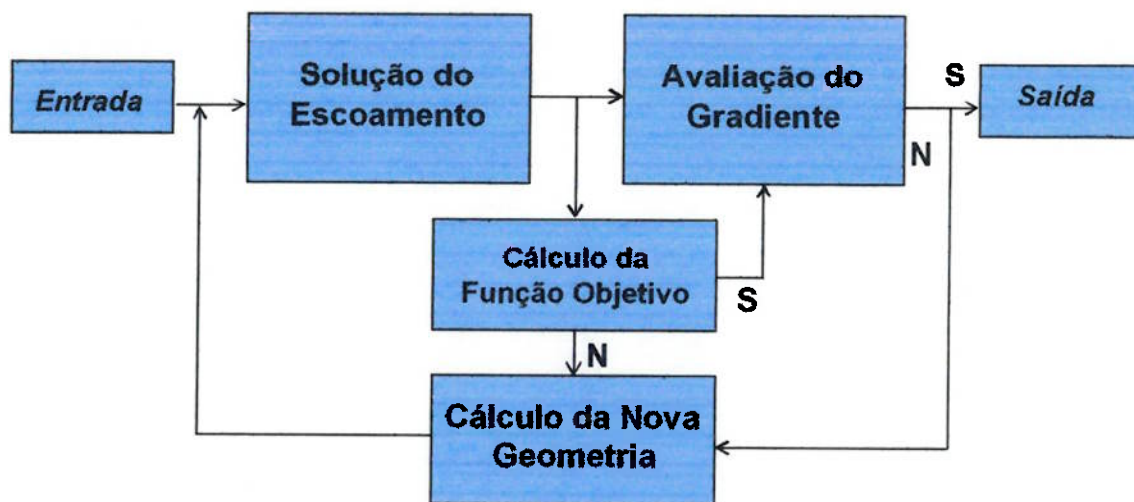 Entrada
Solução do
Escoamento
Avaliação do
Gradiente
S
N
Saída
Cálculo da
Função Objetivo
S
N
Cálculo da Nova
Geometria